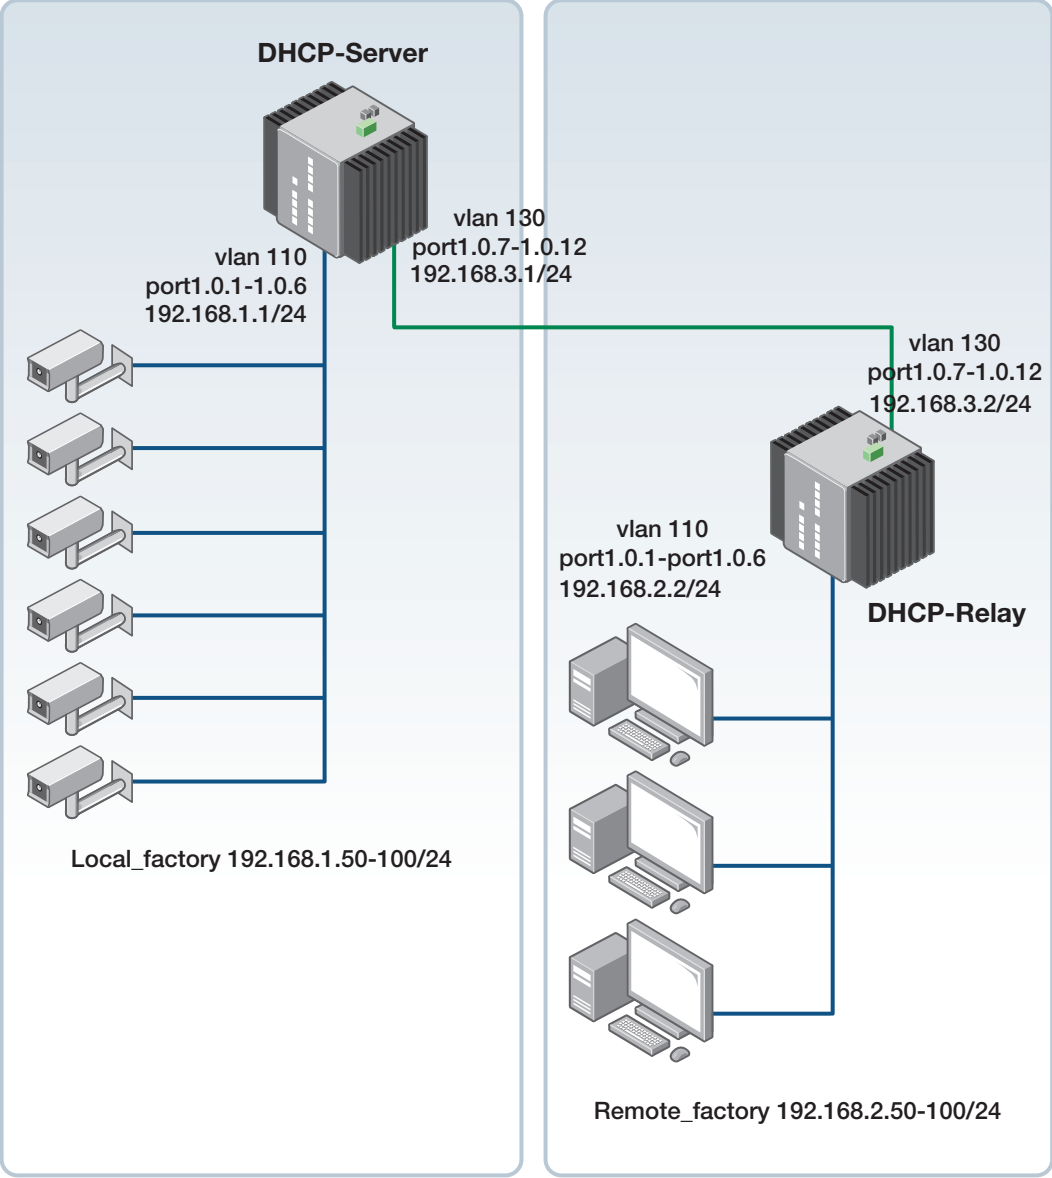 DHCP-Server
vlan 130
port1.0.7-1.0.12
192.168.3.1/24
vlan 110
port1.0.1-1.0.6
192.168.1.1/24
vlan 130
port1.0.7-1.0.12
192.168.3.2/24
vlan 110
port1.0.1-port1.0.6
192.168.2.2/24
DHCP-Relay
Local_factory 192.168.1.50-100/24
Remote_factory 192.168.2.50-100/24